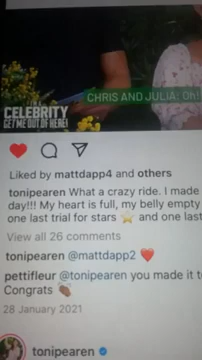 CHRIS AND JULIA: Oh!
CELEBRITY
GET ME OUT OF HERE!
Liked by mattdapp4 and others
tonipearen What a crazy ride. I made
day!!! My heart is full, my belly empty
one last trial for stars ⭐ and one last
View all 26 comments
tonipearen @mattdapp2 ❤️
pettifleur @tonipearen you made it t
Congrats 👏🏽
28 January 2021
tonipearen